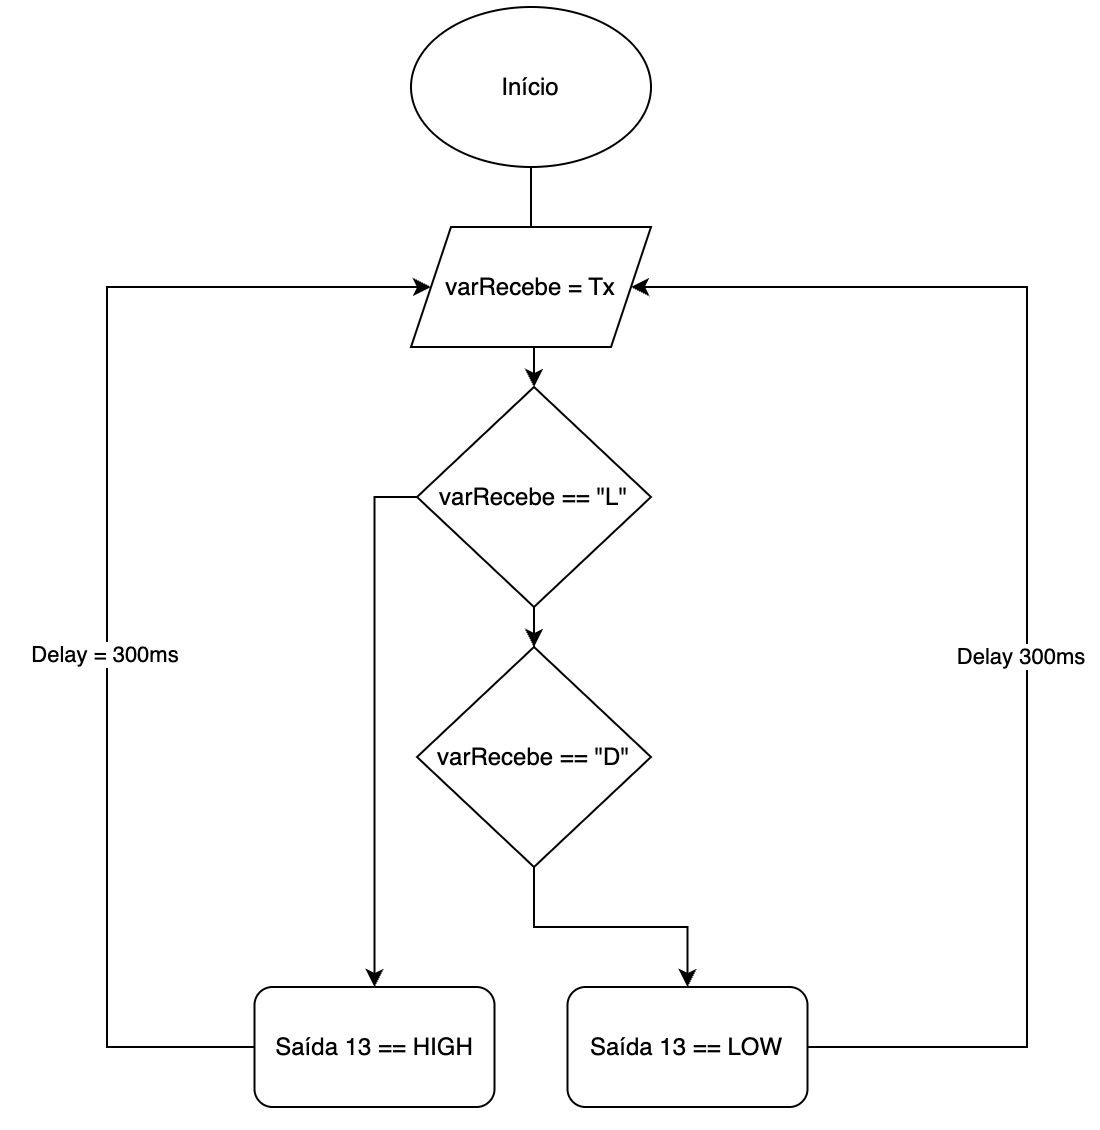 Início
varRecebe = Tx
varRecebe == "L"
Delay = 300ms
Delay 300ms
varRecebe == "D"
Saída 13 == HIGH
Saída 13 == LOW